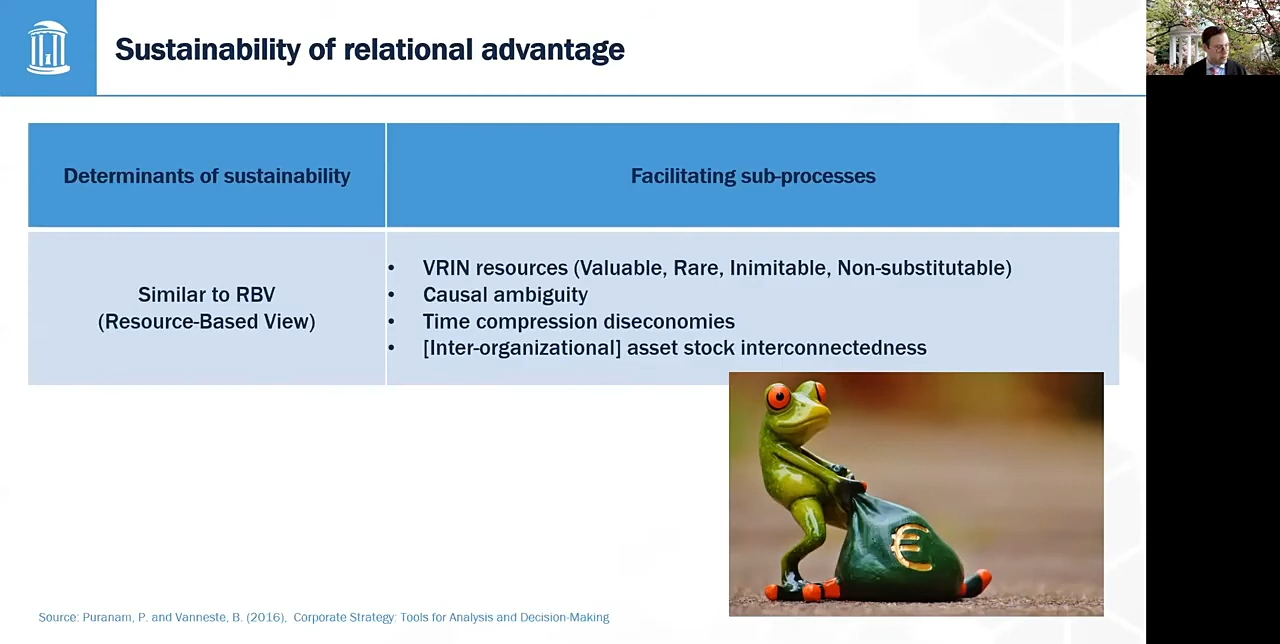 Sustainability of relational advantage
Determinants of sustainability
Facilitating sub-processes
Similar to RBV
(Resource-Based View)
• VRIN resources (Valuable, Rare, Inimitable, Non-substitutable)
• Causal ambiguity
• Time compression diseconomies
• [Inter-organizational] asset stock interconnectedness
€
Source: Puranam, P. and Vanneste, B. (2016), Corporate Strategy: Tools for Analysis and Decision-Making